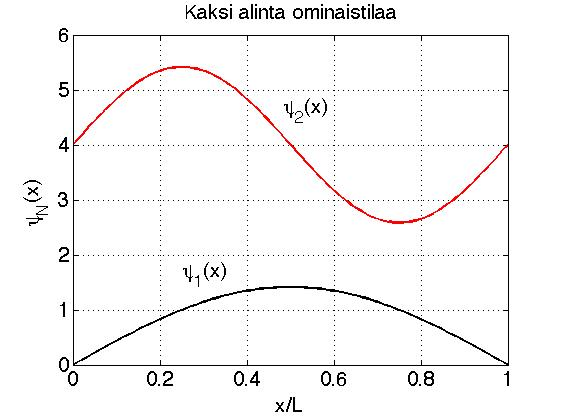 Kaksi alinta ominaistilaa
6
5
4
3
2
1
0
ψN(x)
ψ2(x)
ψ1(x)
0 0.2 0.4 0.6 0.8 1
x/L